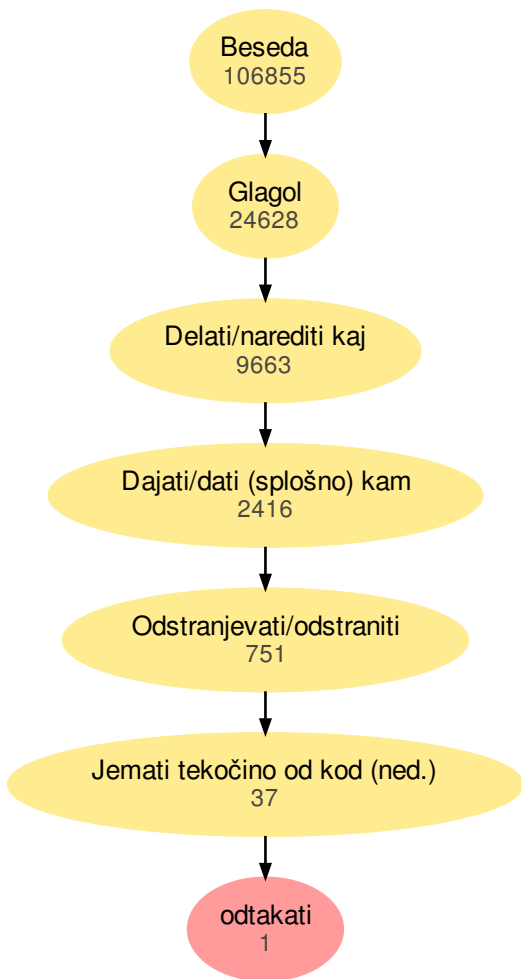 Beseda
106855
Glagol
24628
Delati/narediti kaj
9663
Dajati/dati (splošno) kam
2416
Odstranjevati/odstraniti
751
Jemati tekočino od kod (ned.)
37
odtakati
1